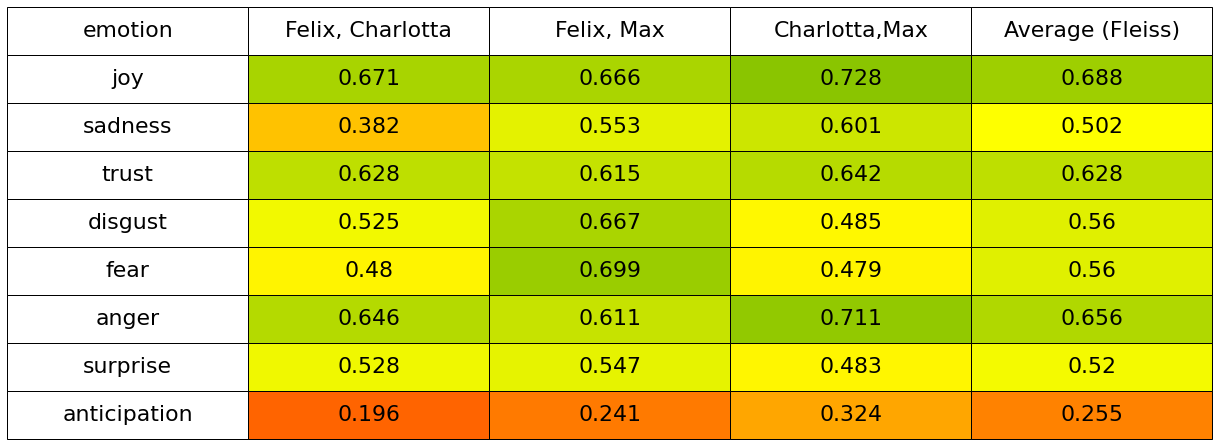 emotion Felix, Charlotta Felix, Max Charlotta,Max Average (Fleiss)
joy 0.671 0.666 0.728 0.688
sadness 0.382 0.553 0.601 0.502
trust 0.628 0.615 0.642 0.628
disgust 0.525 0.667 0.485 0.56
fear 0.48 0.699 0.479 0.56
anger 0.646 0.611 0.711 0.656
surprise 0.528 0.547 0.483 0.52
anticipation 0.196 0.241 0.324 0.255